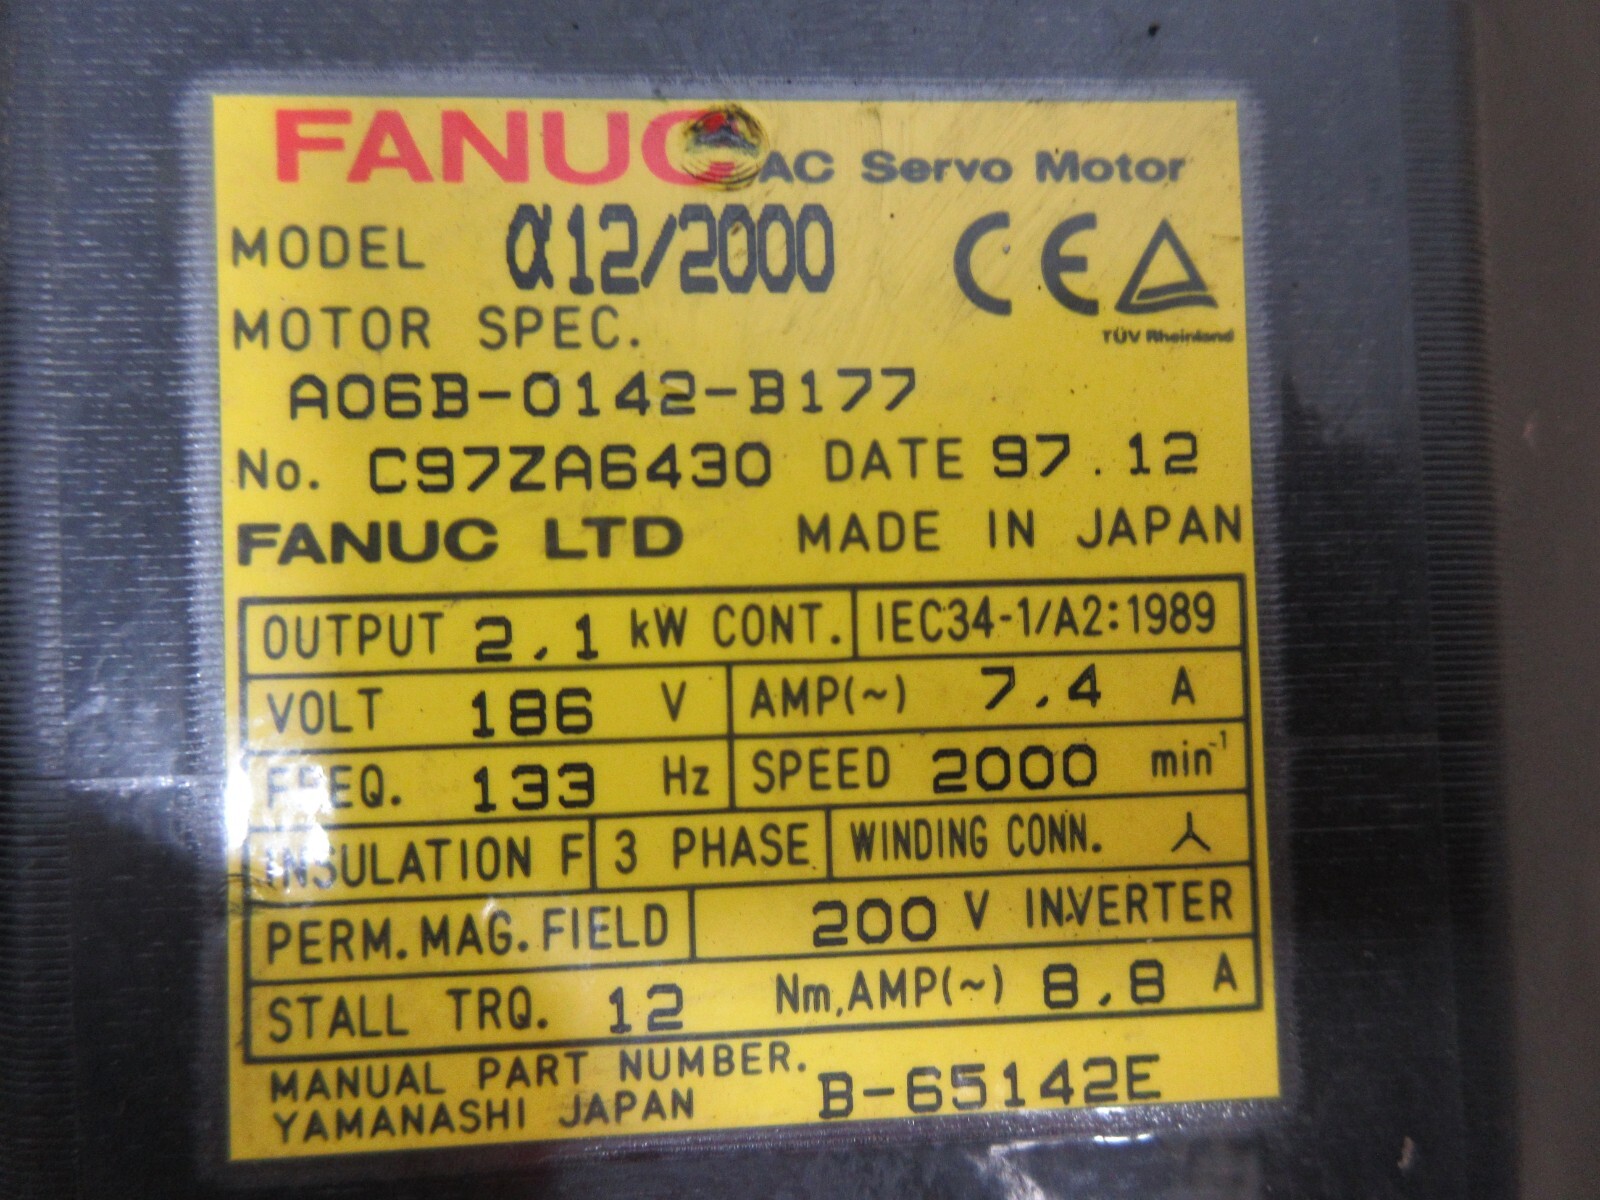 FANUC AC Servo Motor
MODEL α12/2000 CE
TÜV Rheinland
MOTOR SPEC.
A06B-0142-B177
No. C97ZA6430 DATE 97.12
FANUC LTD MADE IN JAPAN
OUTPUT 2.1 kW CONT. IEC34-1/A2:1989
VOLT 186 V AMP(~) 7.4 A
FREQ. 133 Hz SPEED 2000 min⁻¹
INSULATION F 3 PHASE WINDING CONN.
PERM.MAG.FIELD 200 V INVERTER
STALL TRQ. 12 Nm,AMP(~) 8.8 A
MANUAL PART NUMBER. B-65142E
YAMANASHI JAPAN